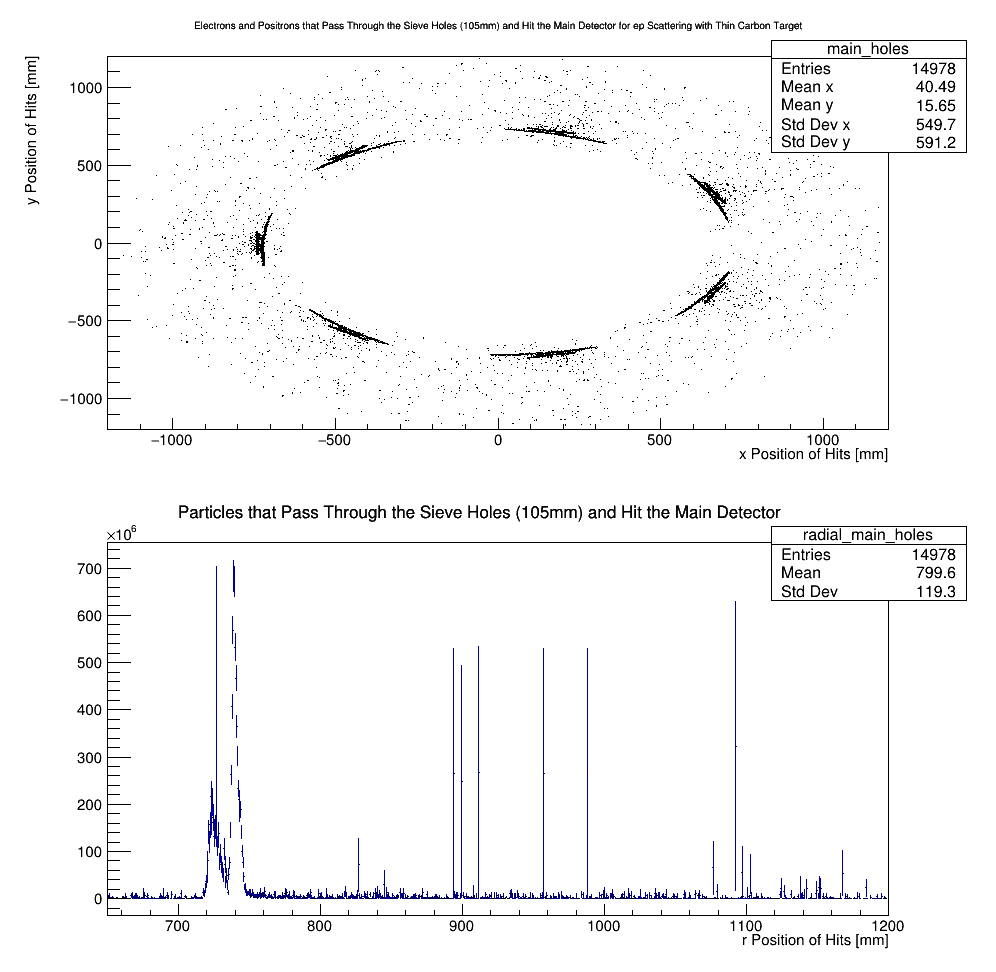 Electrons and Positrons that Pass Through the Sieve Holes (105mm) and Hit the Main Detector for ep Scattering with Thin Carbon Target
main_holes
Entries 14978
Mean x 40.49
Mean y 15.65
Std Dev x 549.7
Std Dev y 591.2
y Position of Hits [mm]
1000
500
0
−500
−1000
−1000 −500 0 500 1000
x Position of Hits [mm]
Particles that Pass Through the Sieve Holes (105mm) and Hit the Main Detector
×10⁶
radial_main_holes
Entries 14978
Mean 799.6
Std Dev 119.3
700
600
500
400
300
200
100
0
700 800 900 1000 1100 1200
r Position of Hits [mm]